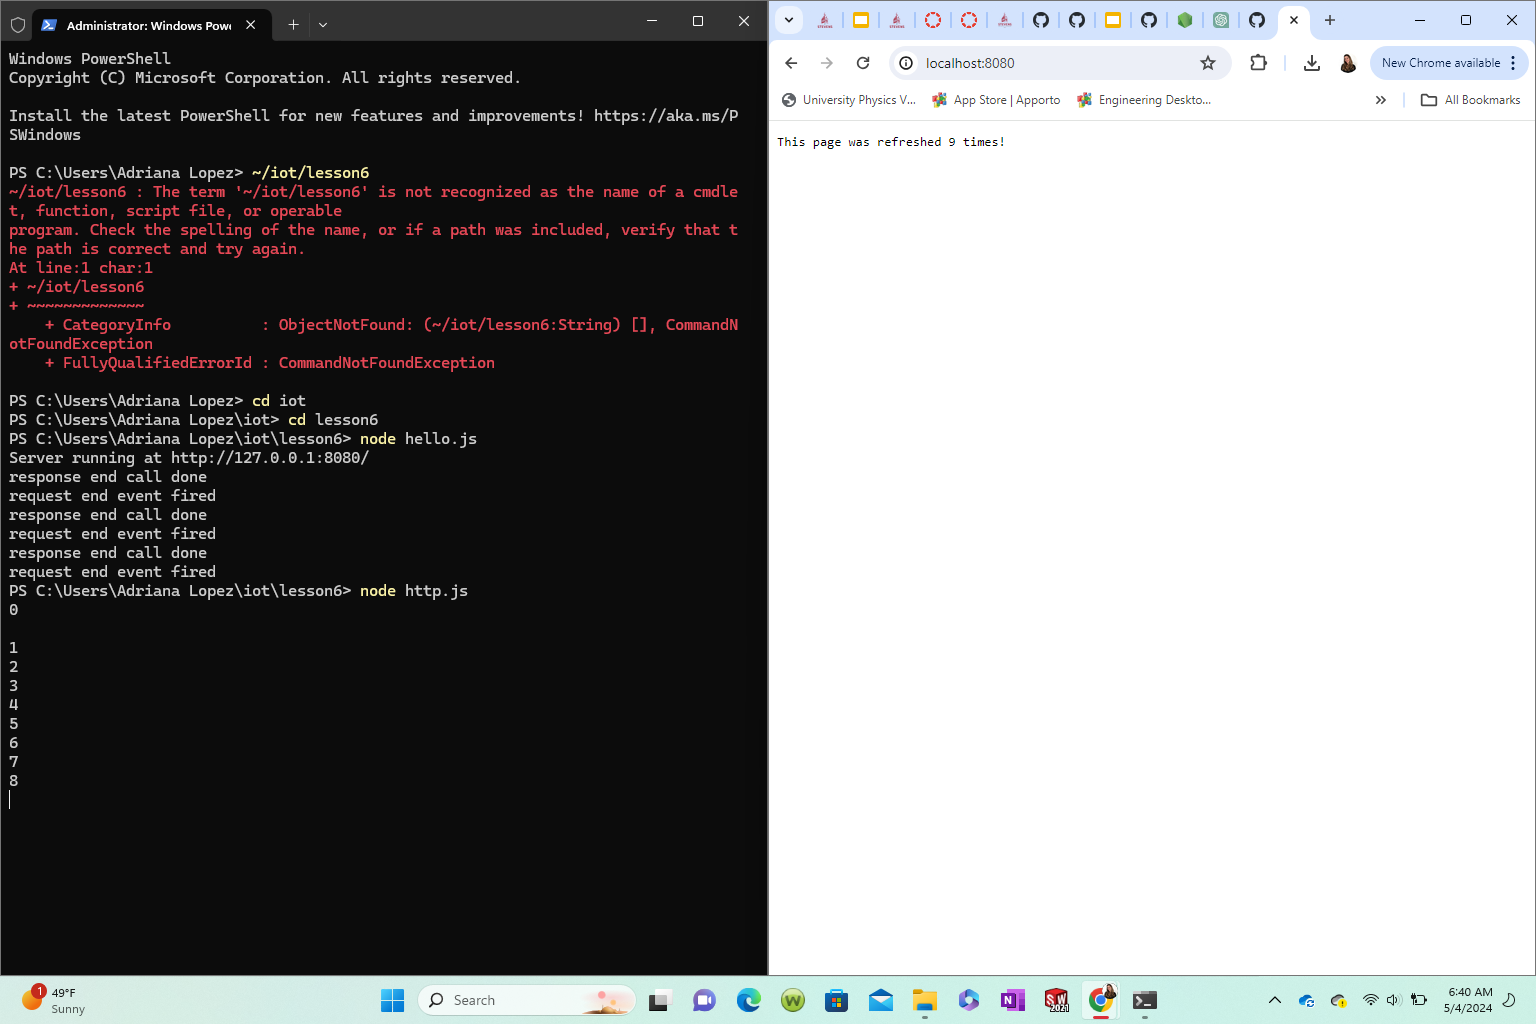 Administrator: Windows Pow
Windows PowerShell
Copyright (C) Microsoft Corporation. All rights reserved.
Install the latest PowerShell for new features and improvements! https://aka.ms/P
SWindows
PS C:\Users\Adriana Lopez> ~/iot/lesson6
~/iot/lesson6 : The term '~/iot/lesson6' is not recognized as the name of a cmdle
t, function, script file, or operable
program. Check the spelling of the name, or if a path was included, verify that t
he path is correct and try again.
At line:1 char:1
+ ~/iot/lesson6
+ ~~~~~~~~~~~~~
    + CategoryInfo          : ObjectNotFound: (~/iot/lesson6:String) [], CommandN
otFoundException
    + FullyQualifiedErrorId : CommandNotFoundException
PS C:\Users\Adriana Lopez> cd iot
PS C:\Users\Adriana Lopez\iot> cd lesson6
PS C:\Users\Adriana Lopez\iot\lesson6> node hello.js
Server running at http://127.0.0.1:8080/
response end call done
request end event fired
response end call done
request end event fired
response end call done
request end event fired
PS C:\Users\Adriana Lopez\iot\lesson6> node http.js
0
1
2
3
4
5
6
7
8
localhost:8080
New Chrome available
University Physics V...
App Store | Apporto
Engineering Deskto...
All Bookmarks
This page was refreshed 9 times!
1
49°F
Sunny
Search
SW
2021
6:40 AM
5/4/2024